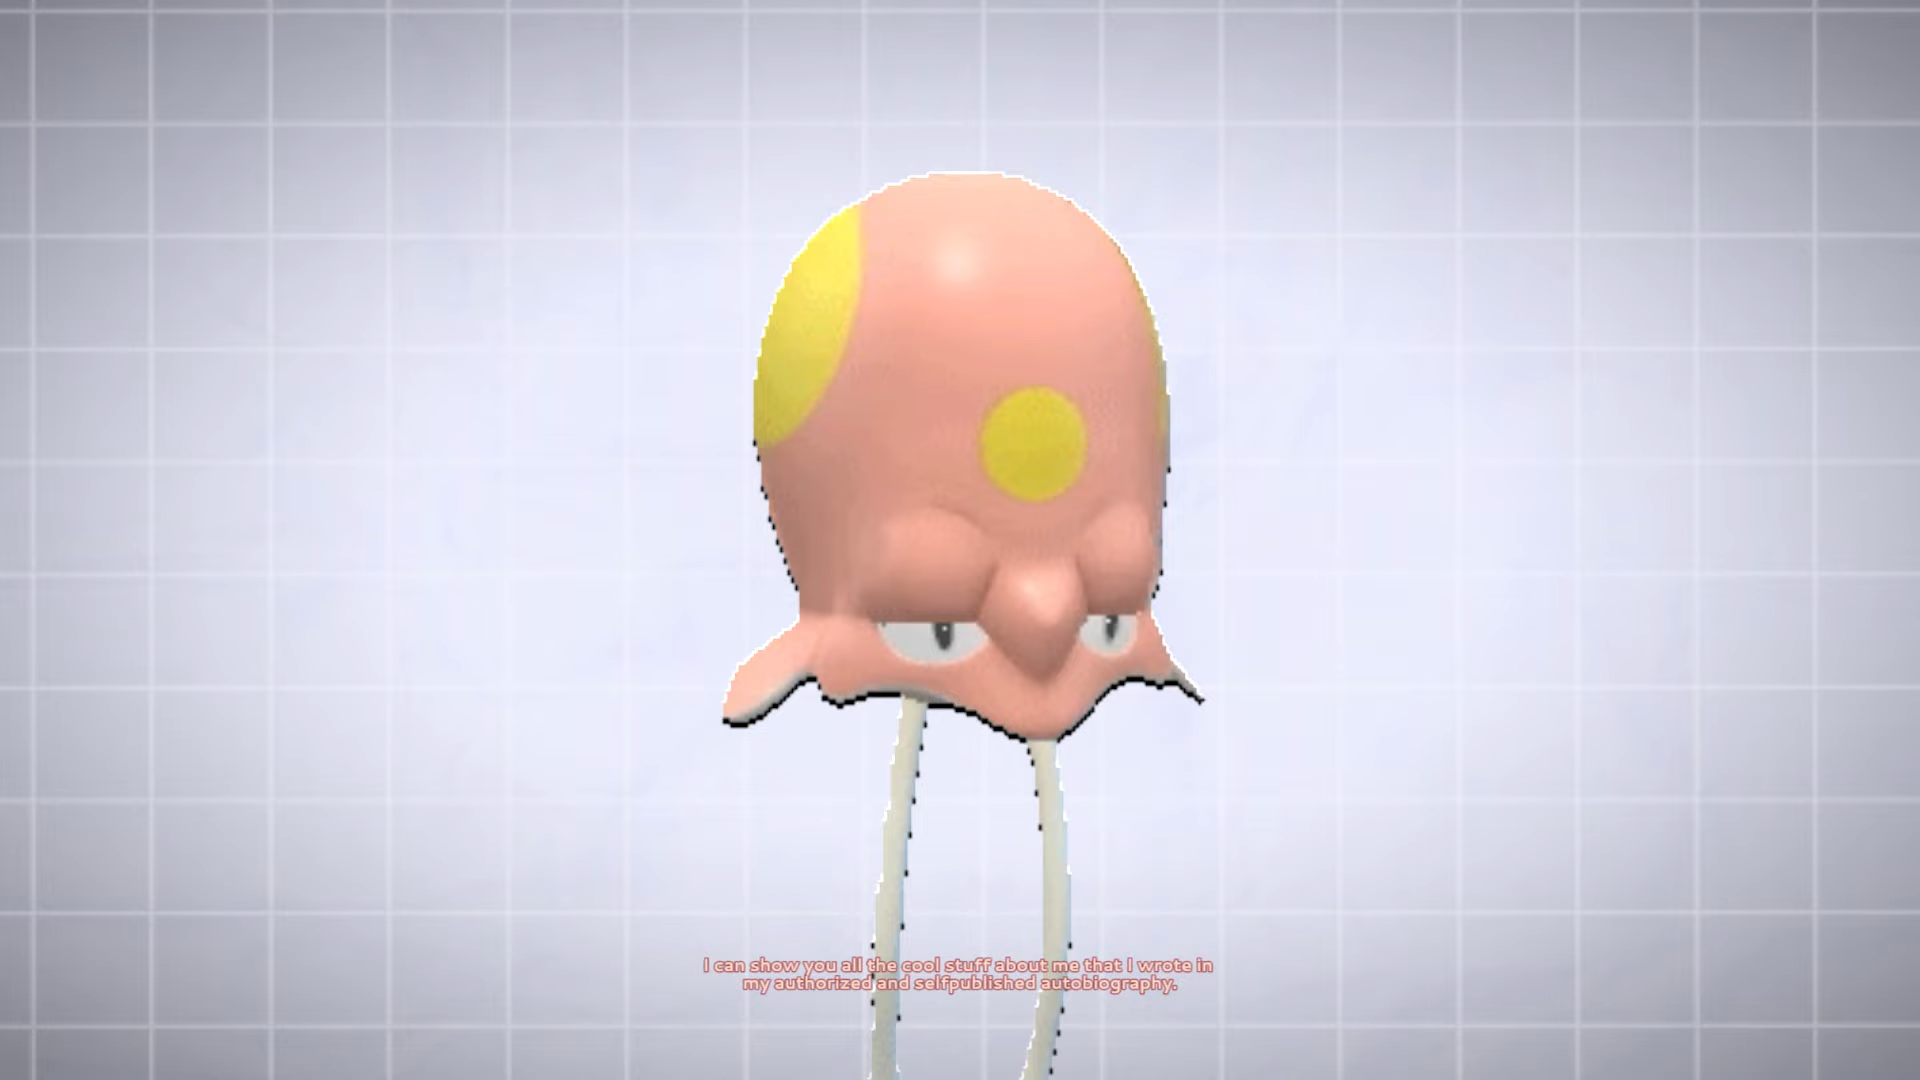 I can show you all the cool stuff about me that I wrote in
my authorized and selfpublished autobiography.